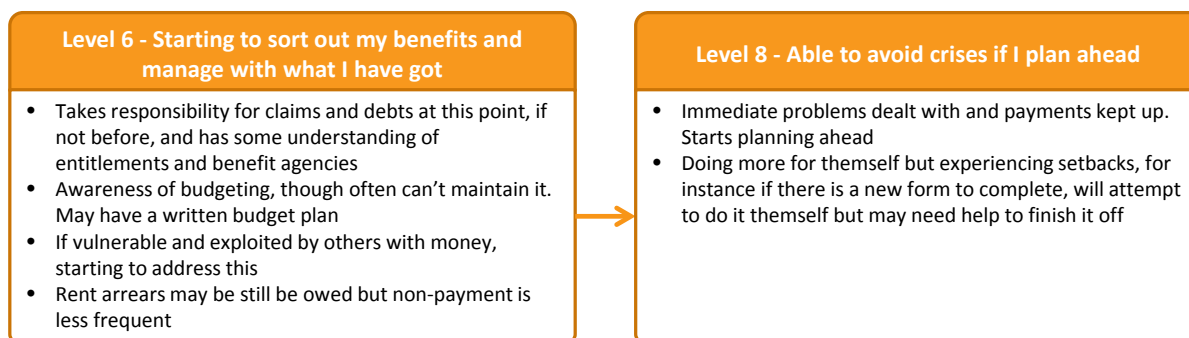 Level 6 - Starting to sort out my benefits and
manage with what I have got
• Takes responsibility for claims and debts at this point, if
not before, and has some understanding of
entitlements and benefit agencies
• Awareness of budgeting, though often can’t maintain it.
May have a written budget plan
• If vulnerable and exploited by others with money,
starting to address this
• Rent arrears may be still be owed but non-payment is
less frequent
Level 8 - Able to avoid crises if I plan ahead
• Immediate problems dealt with and payments kept up.
Starts planning ahead
• Doing more for themself but experiencing setbacks, for
instance if there is a new form to complete, will attempt
to do it themself but may need help to finish it off